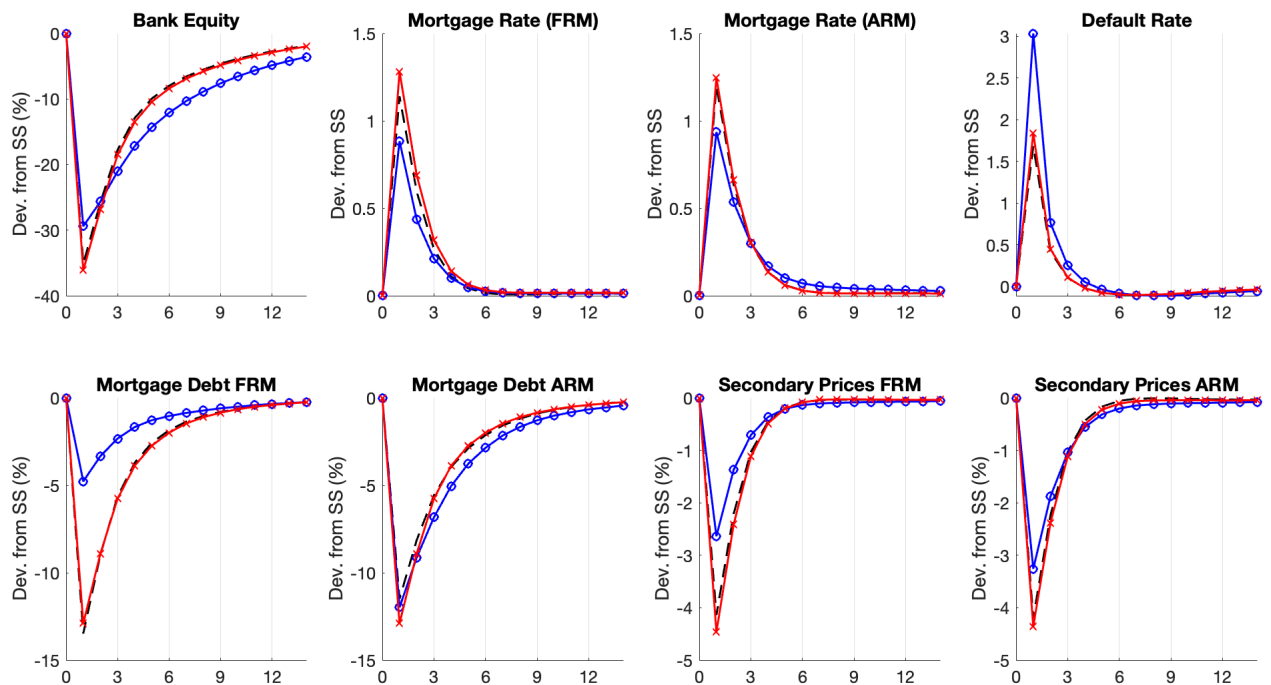 Bank Equity
Dev. from SS (%)
0
-10
-20
-30
-40
0 3 6 9 12
Mortgage Rate (FRM)
Dev. from SS
1.5
1
0.5
0
0 3 6 9 12
Mortgage Rate (ARM)
Dev. from SS
1.5
1
0.5
0
0 3 6 9 12
Default Rate
Dev. from SS
3
2.5
2
1.5
1
0.5
0
0 3 6 9 12
Mortgage Debt FRM
Dev. from SS (%)
0
-5
-10
-15
0 3 6 9 12
Mortgage Debt ARM
Dev. from SS (%)
0
-5
-10
-15
0 3 6 9 12
Secondary Prices FRM
Dev. from SS (%)
0
-1
-2
-3
-4
-5
0 3 6 9 12
Secondary Prices ARM
Dev. from SS (%)
0
-1
-2
-3
-4
-5
0 3 6 9 12